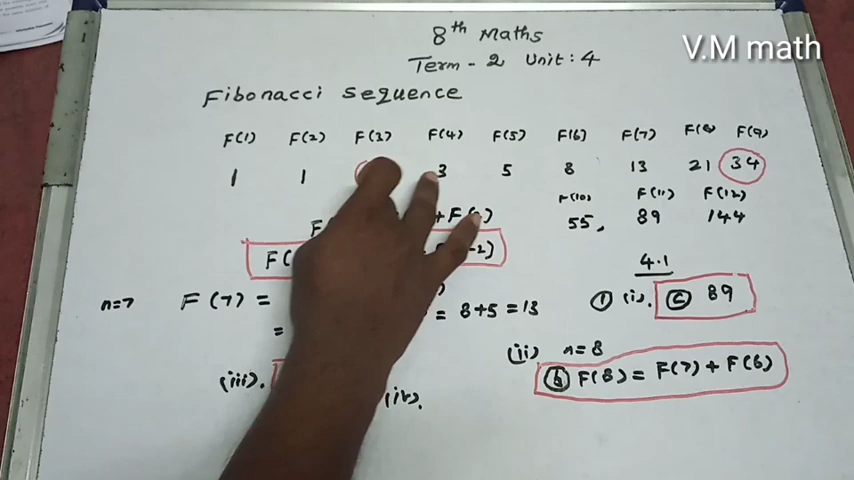 8th Maths
V.M math
Term - 2 Unit : 4
Fibonacci sequence
F(1) F(2) F(3) F(4) F(5) F(6) F(7) F(8) F(9)
1 1 3 5 8 13 21 34
F(10) F(11) F(12)
55, 89 144
+F(
F( -2)
4.1
n=7 F(7) = = 8+5 = 13
① (i). ⓒ 89
=
(ii) n=8
ⓑ F(8) = F(7) + F(6)
(iii). (iv).